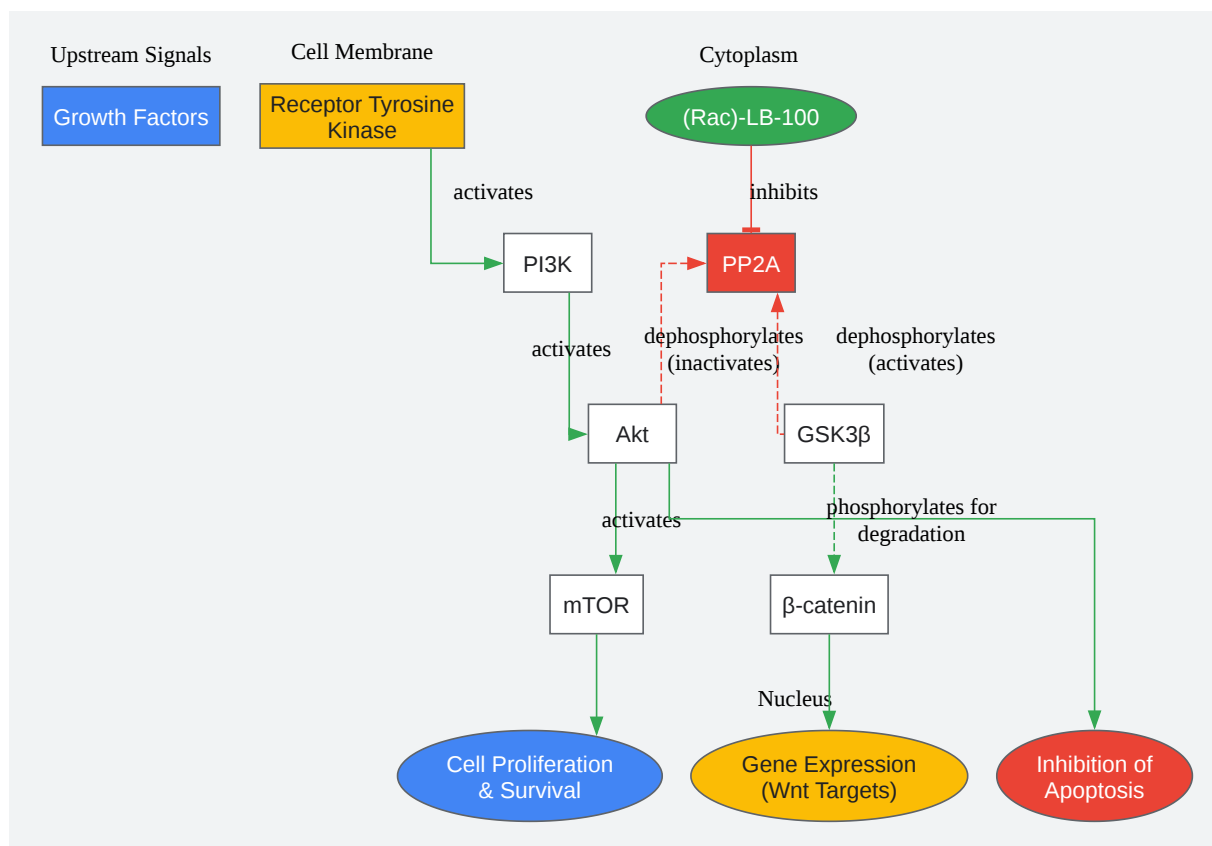 Upstream Signals
Cell Membrane
Cytoplasm
Growth Factors
Receptor Tyrosine
Kinase
(Rac)-LB-100
activates
inhibits
PI3K
PP2A
activates
dephosphorylates
(inactivates)
dephosphorylates
(activates)
Akt
GSK3β
activates
phosphorylates for
degradation
mTOR
β-catenin
Nucleus
Cell Proliferation
& Survival
Gene Expression
(Wnt Targets)
Inhibition of
Apoptosis